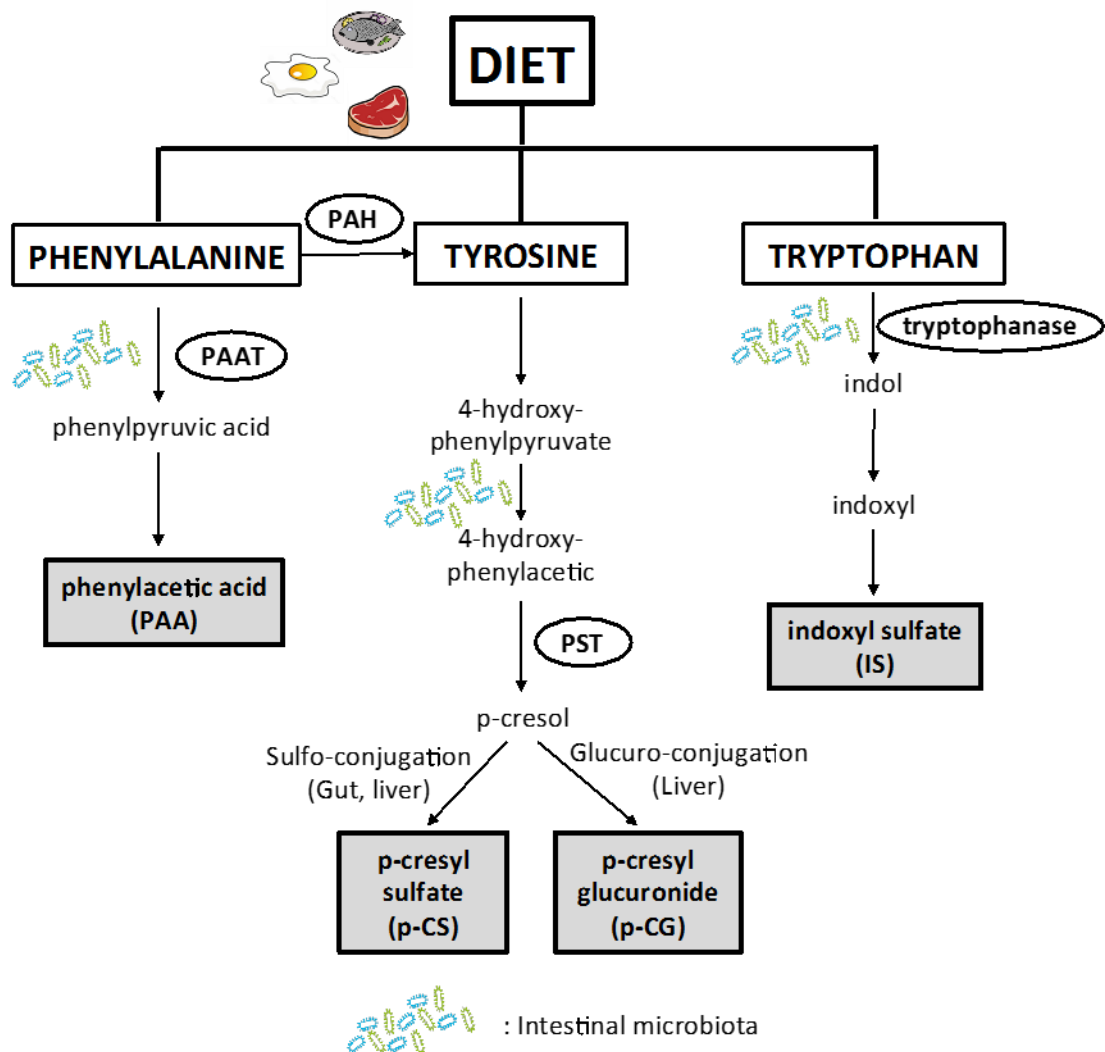 DIET
PAH
PHENYLALANINE
TYROSINE
TRYPTOPHAN
PAAT
tryptophanase
phenylpyruvic acid
4-hydroxy-
phenylpyruvate
indol
4-hydroxy-
phenylacetic
indoxyl
phenylacetic acid
(PAA)
PST
indoxyl sulfate
(IS)
p-cresol
Sulfo-conjugation
(Gut, liver)
Glucuro-conjugation
(Liver)
p-cresyl
sulfate
(p-CS)
p-cresyl
glucuronide
(p-CG)
: Intestinal microbiota